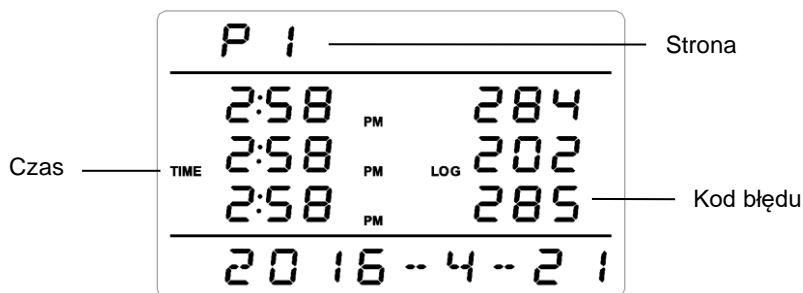 P 1
Strona
2:58 PM 284
Czas TIME 2:58 PM LOG 202
2:58 PM 285 Kod błędu
2016-4-21